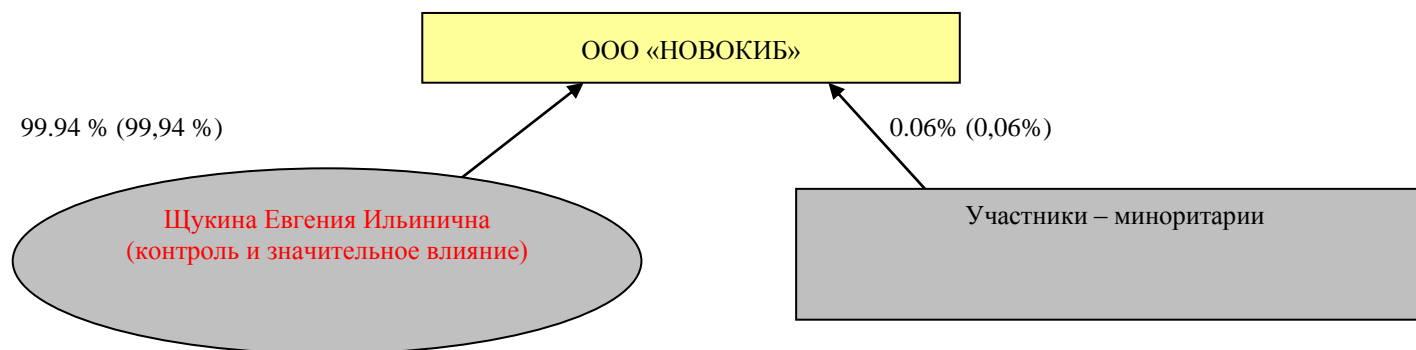 ООО «НОВОКИБ»
99.94 % (99,94 %)
0.06% (0,06%)
Щукина Евгения Ильинична
(контроль и значительное влияние)
Участники – миноритарии